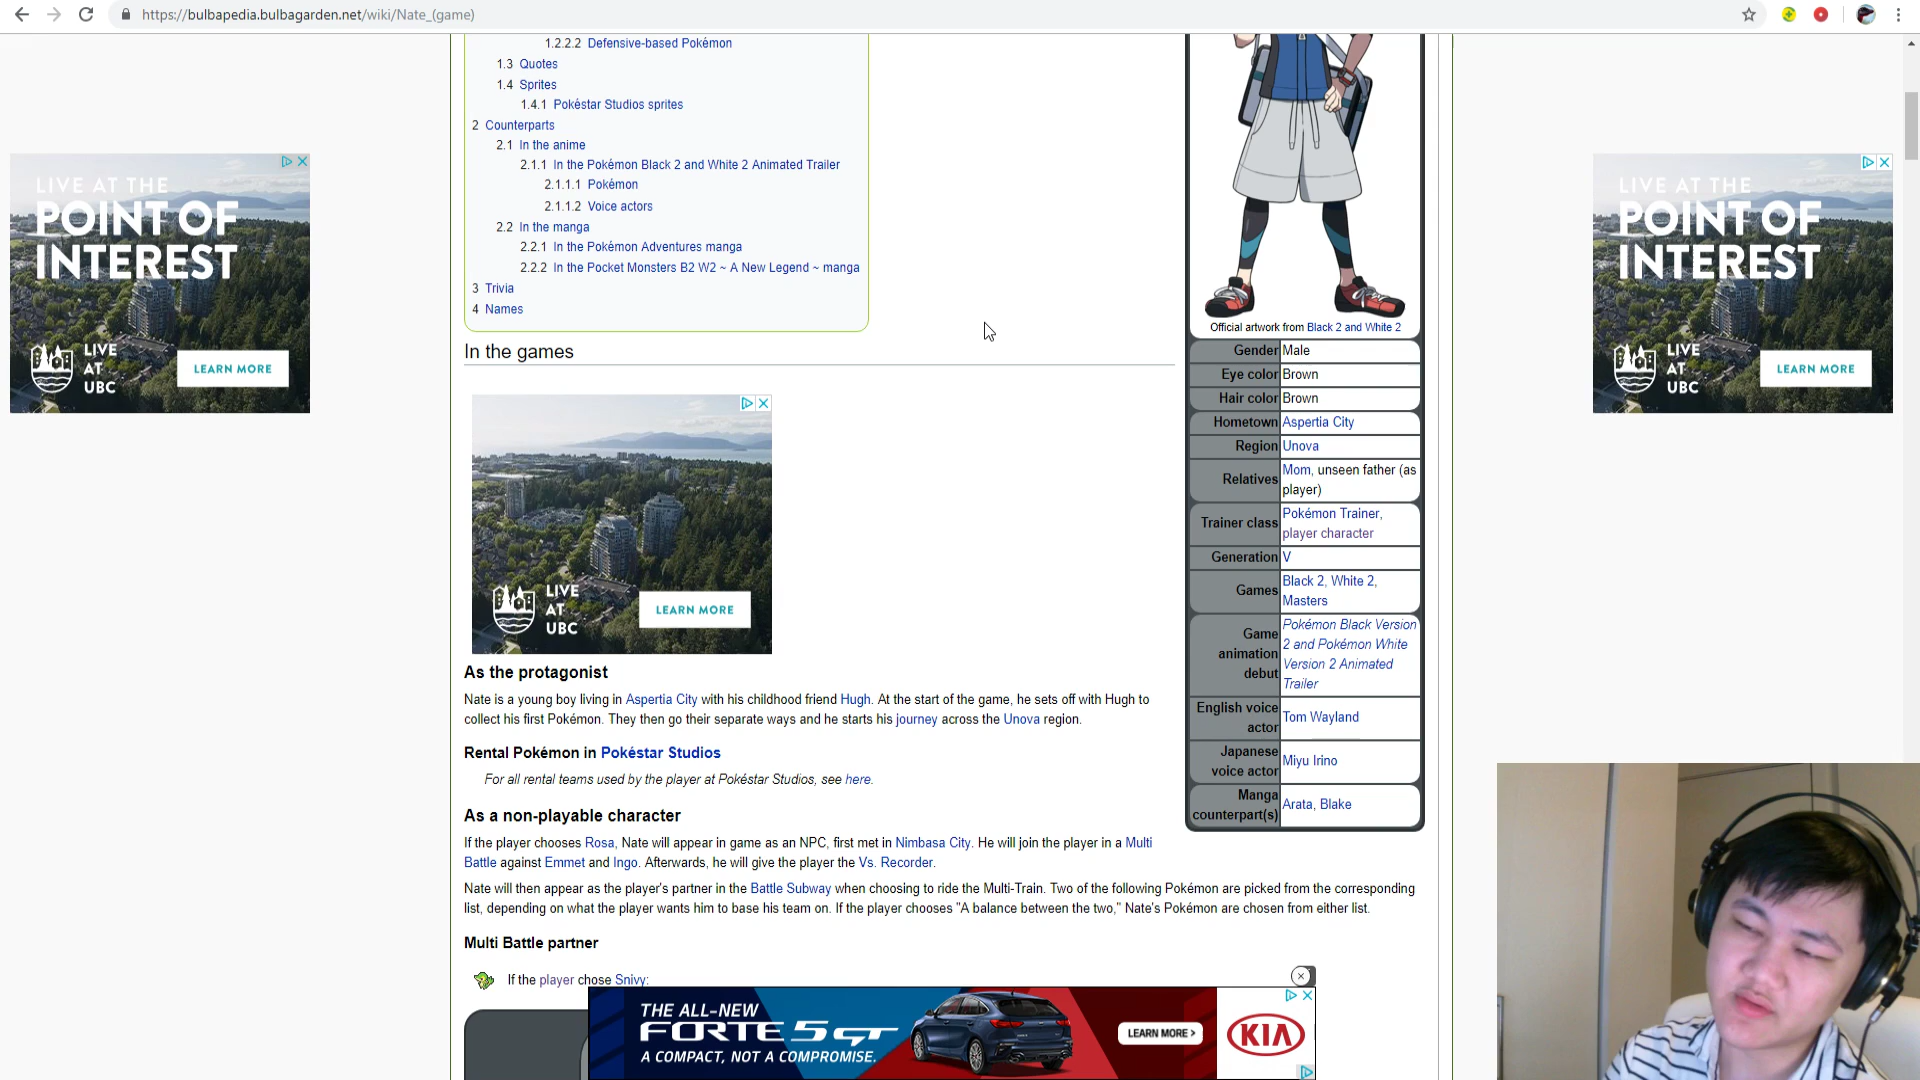 https://bulbapedia.bulbagarden.net/wiki/Nate_(game)
1.2.2.2 Defensive-based Pokémon
1.3 Quotes
1.4 Sprites
1.4.1 Pokéstar Studios sprites
2 Counterparts
2.1 In the anime
2.1.1 In the Pokémon Black 2 and White 2 Animated Trailer
2.1.1.1 Pokémon
2.1.1.2 Voice actors
2.2 In the manga
2.2.1 In the Pokémon Adventures manga
2.2.2 In the Pocket Monsters B2 W2 ~ A New Legend ~ manga
3 Trivia
4 Names
LIVE AT THE
POINT OF
INTEREST
LIVE
AT
UBC
LEARN MORE
In the games
LIVE
AT
UBC
LEARN MORE
As the protagonist
Nate is a young boy living in Aspertia City with his childhood friend Hugh. At the start of the game, he sets off with Hugh to
collect his first Pokémon. They then go their separate ways and he starts his journey across the Unova region.
Rental Pokémon in Pokéstar Studios
For all rental teams used by the player at Pokéstar Studios, see here.
As a non-playable character
If the player chooses Rosa, Nate will appear in game as an NPC, first met in Nimbasa City. He will join the player in a Multi
Battle against Emmet and Ingo. Afterwards, he will give the player the Vs. Recorder.
Nate will then appear as the player's partner in the Battle Subway when choosing to ride the Multi-Train. Two of the following Pokémon are picked from the corresponding
list, depending on what the player wants him to base his team on. If the player chooses "A balance between the two," Nate's Pokémon are chosen from either list.
Multi Battle partner
If the player chose Snivy:
Official artwork from Black 2 and White 2
Gender Male
Eye color Brown
Hair color Brown
Hometown Aspertia City
Region Unova
Relatives Mom, unseen father (as
player)
Trainer class Pokémon Trainer,
player character
Generation V
Games Black 2, White 2,
Masters
Game
animation
debut
Pokémon Black Version
2 and Pokémon White
Version 2 Animated
Trailer
English voice
actor
Tom Wayland
Japanese
voice actor
Miyu Irino
Manga
counterpart(s)
Arata, Blake
LIVE AT THE
POINT OF
INTEREST
LIVE
AT
UBC
LEARN MORE
THE ALL-NEW
FORTE5 GT
A COMPACT, NOT A COMPROMISE.
LEARN MORE >
KIA